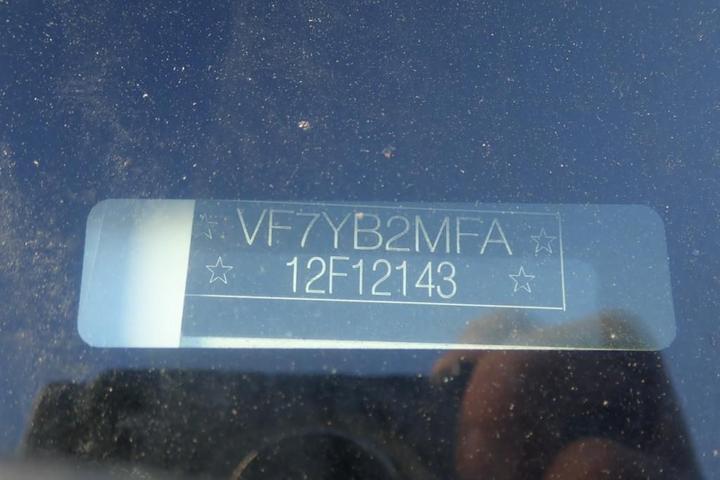 ☆ VF7YB2MFA ☆
☆ 12F12143 ☆